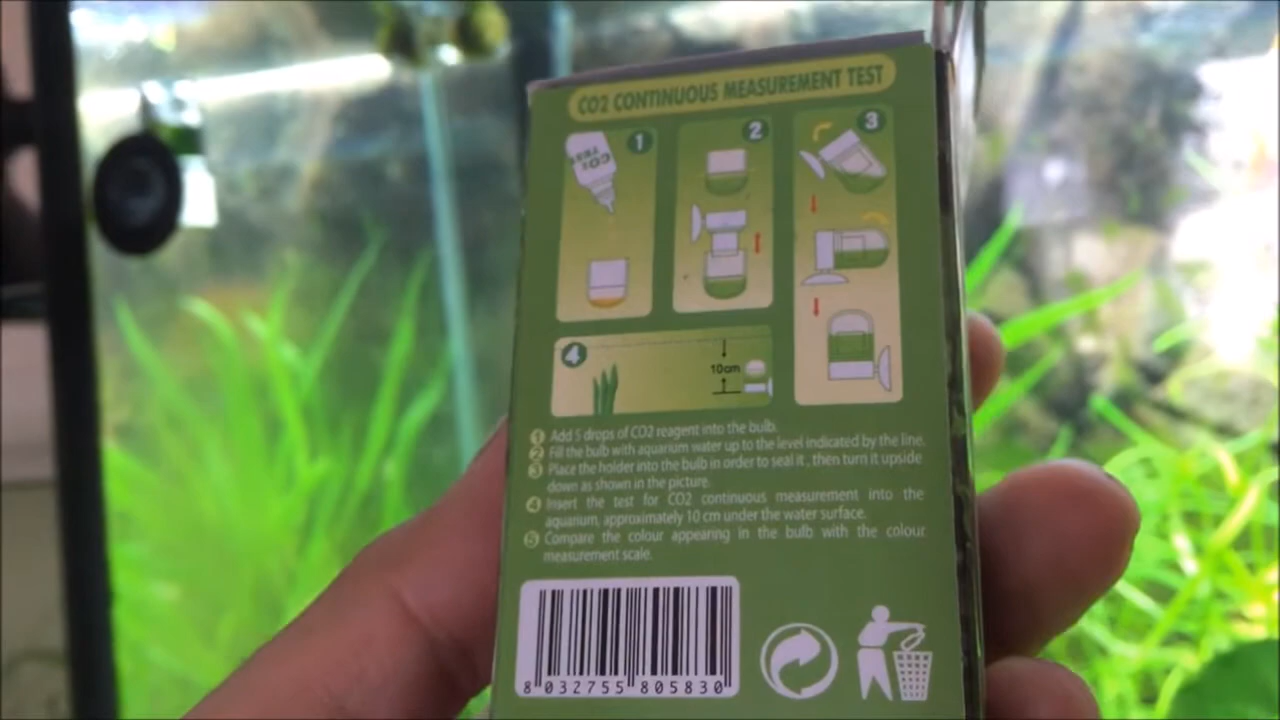 CO2 CONTINUOUS MEASUREMENT TEST
CO2
TEST
1
2
3
4
10cm
1 Add 5 drops of CO2 reagent into the bulb.
2 Fill the bulb with aquarium water up to the level indicated by the line.
3 Place the holder into the bulb in order to seal it, then turn it upside
down as shown in the picture.
4 Insert the test for CO2 continuous measurement into the
aquarium, approximately 10 cm under the water surface.
5 Compare the colour appearing in the bulb with the colour
measurement scale.
8 032755 805830